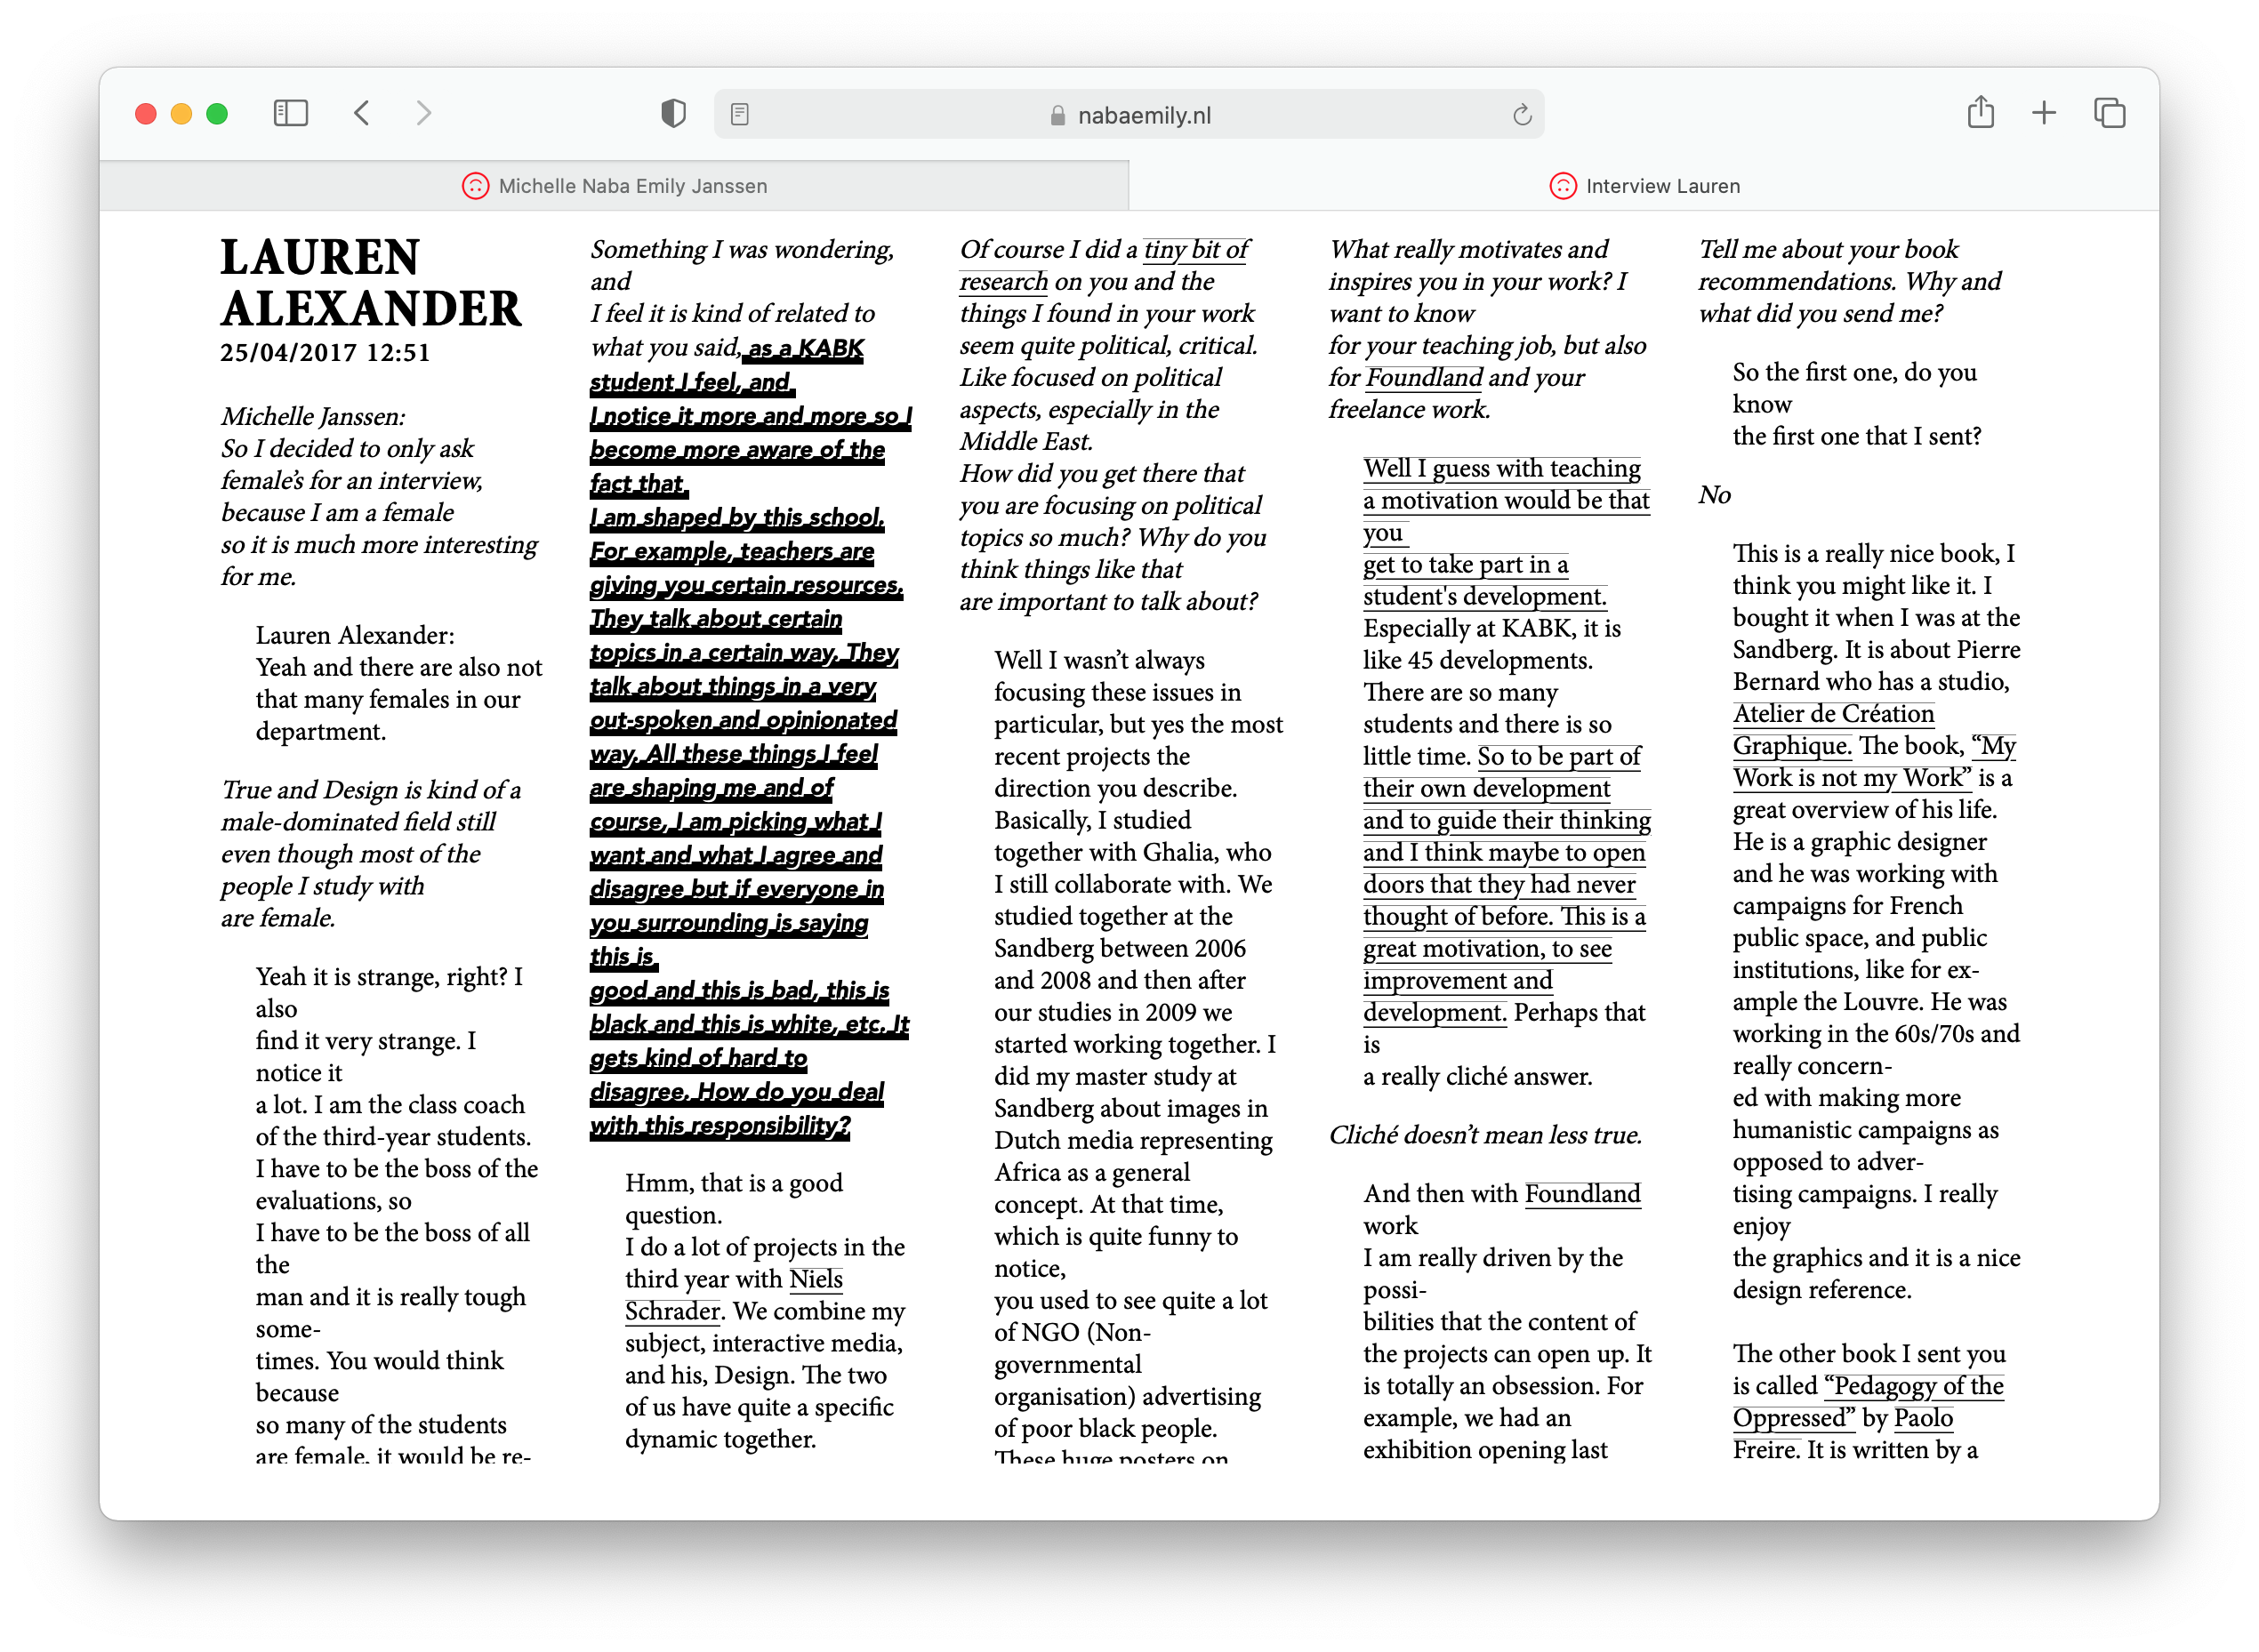 nabaemily.nl
Michelle Naba Emily Janssen
Interview Lauren
LAUREN
ALEXANDER
25/04/2017 12:51
Michelle Janssen:
So I decided to only ask
female’s for an interview,
because I am a female
so it is much more interesting
for me.
Lauren Alexander:
Yeah and there are also not
that many females in our
department.
True and Design is kind of a
male-dominated field still
even though most of the
people I study with
are female.
Yeah it is strange, right? I
also
find it very strange. I
notice it
a lot. I am the class coach
of the third-year students.
I have to be the boss of the
evaluations, so
I have to be the boss of all
the
man and it is really tough
some-
times. You would think
because
so many of the students
are female, it would be re-
Something I was wondering,
and
I feel it is kind of related to
what you said, as a KABK
student I feel, and
I notice it more and more so I
become more aware of the
fact that
I am shaped by this school.
For example, teachers are
giving you certain resources.
They talk about certain
topics in a certain way. They
talk about things in a very
out-spoken and opinionated
way. All these things I feel
are shaping me and of
course, I am picking what I
want and what I agree and
disagree but if everyone in
you surrounding is saying
this is
good and this is bad, this is
black and this is white, etc. It
gets kind of hard to
disagree. How do you deal
with this responsibility?
Hmm, that is a good
question.
I do a lot of projects in the
third year with Niels
Schrader. We combine my
subject, interactive media,
and his, Design. The two
of us have quite a specific
dynamic together.
Of course I did a tiny bit of
research on you and the
things I found in your work
seem quite political, critical.
Like focused on political
aspects, especially in the
Middle East.
How did you get there that
you are focusing on political
topics so much? Why do you
think things like that
are important to talk about?
Well I wasn’t always
focusing these issues in
particular, but yes the most
recent projects the
direction you describe.
Basically, I studied
together with Ghalia, who
I still collaborate with. We
studied together at the
Sandberg between 2006
and 2008 and then after
our studies in 2009 we
started working together. I
did my master study at
Sandberg about images in
Dutch media representing
Africa as a general
concept. At that time,
which is quite funny to
notice,
you used to see quite a lot
of NGO (Non-
governmental
organisation) advertising
of poor black people.
These huge posters on
What really motivates and
inspires you in your work? I
want to know
for your teaching job, but also
for Foundland and your
freelance work.
Well I guess with teaching
a motivation would be that
you
get to take part in a
student's development.
Especially at KABK, it is
like 45 developments.
There are so many
students and there is so
little time. So to be part of
their own development
and to guide their thinking
and I think maybe to open
doors that they had never
thought of before. This is a
great motivation, to see
improvement and
development. Perhaps that
is
a really cliché answer.
Cliché doesn’t mean less true.
And then with Foundland
work
I am really driven by the
possi-
bilities that the content of
the projects can open up. It
is totally an obsession. For
example, we had an
exhibition opening last
Tell me about your book
recommendations. Why and
what did you send me?
So the first one, do you
know
the first one that I sent?
No
This is a really nice book, I
think you might like it. I
bought it when I was at the
Sandberg. It is about Pierre
Bernard who has a studio,
Atelier de Création
Graphique. The book, “My
Work is not my Work” is a
great overview of his life.
He is a graphic designer
and he was working with
campaigns for French
public space, and public
institutions, like for ex-
ample the Louvre. He was
working in the 60s/70s and
really concern-
ed with making more
humanistic campaigns as
opposed to adver-
tising campaigns. I really
enjoy
the graphics and it is a nice
design reference.
The other book I sent you
is called “Pedagogy of the
Oppressed” by Paolo
Freire. It is written by a